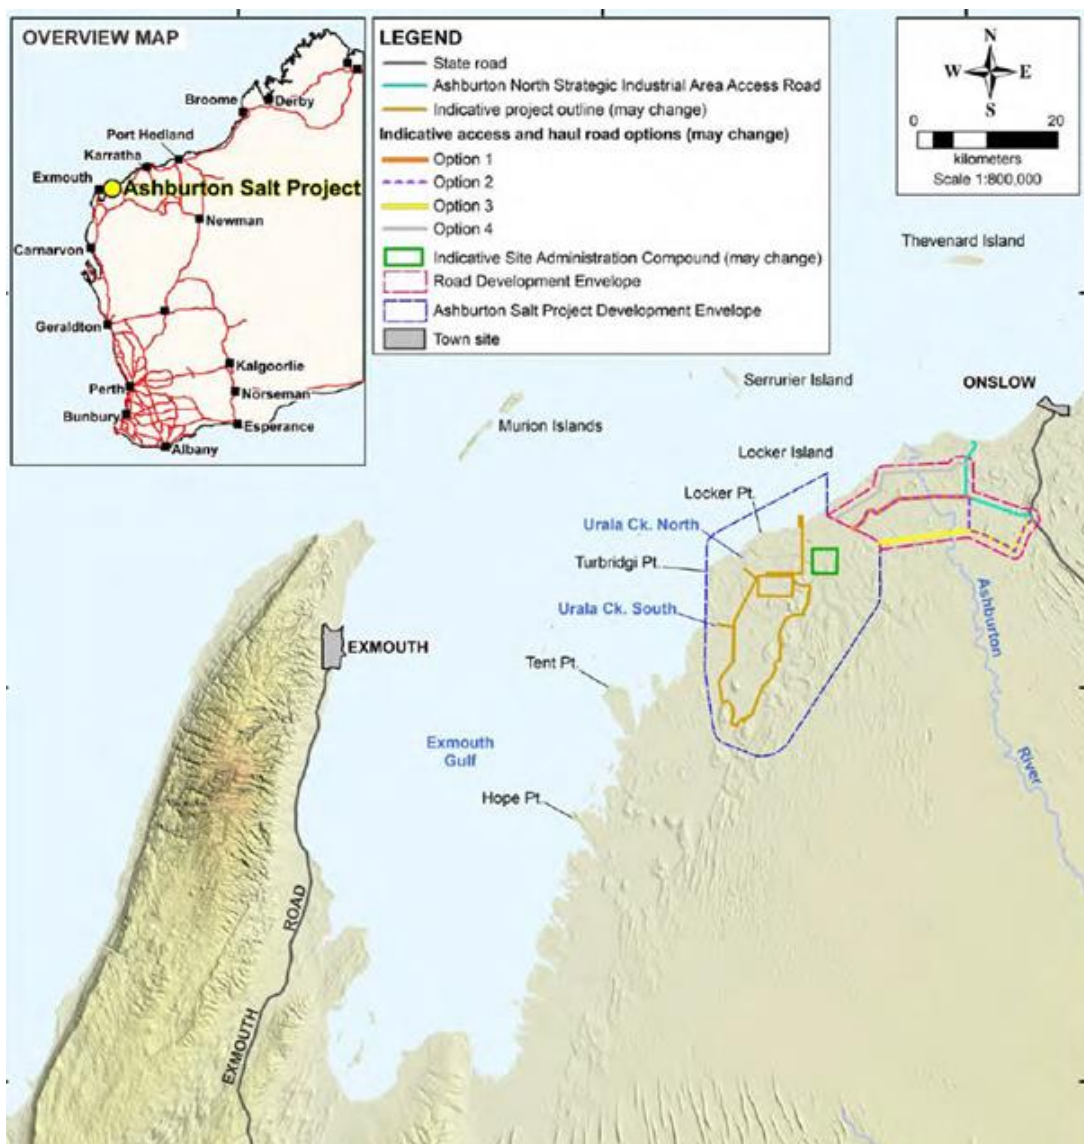 OVERVIEW MAP
Broome
Derby
Port Hedland
Karratha
Exmouth
Ashburton Salt Project
Newman
Carnarvon
Geraldton
Kalgoorlie
Perth
Norseman
Bunbury
Esperance
Albany
LEGEND
State road
Ashburton North Strategic Industrial Area Access Road
Indicative project outline (may change)
Indicative access and haul road options (may change)
Option 1
Option 2
Option 3
Option 4
Indicative Site Administration Compound (may change)
Road Development Envelope
Ashburton Salt Project Development Envelope
Town site
N
W E
S
0 20
kilometers
Scale 1:800,000
Thevenard Island
Serrurier Island
ONSLOW
Murion Islands
Locker Island
Locker Pt.
Urala Ck. North
Turbridgi Pt.
Urala Ck. South
Ashburton
River
EXMOUTH
Tent Pt.
Exmouth
Gulf
Hope Pt.
EXMOUTH ROAD